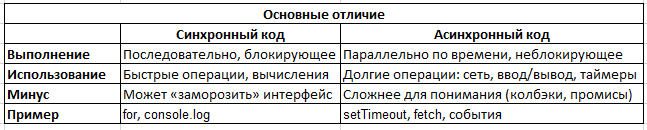 Основные отличие
Синхронный код Асинхронный код
Выполнение Последовательно, блокирующее Параллельно по времени, неблокирующее
Использование Быстрые операции, вычисления Долгие операции: сеть, ввод/вывод, таймеры
Минус Может «заморозить» интерфейс Сложнее для понимания (колбэки, промисы)
Пример for, console.log setTimeout, fetch, события